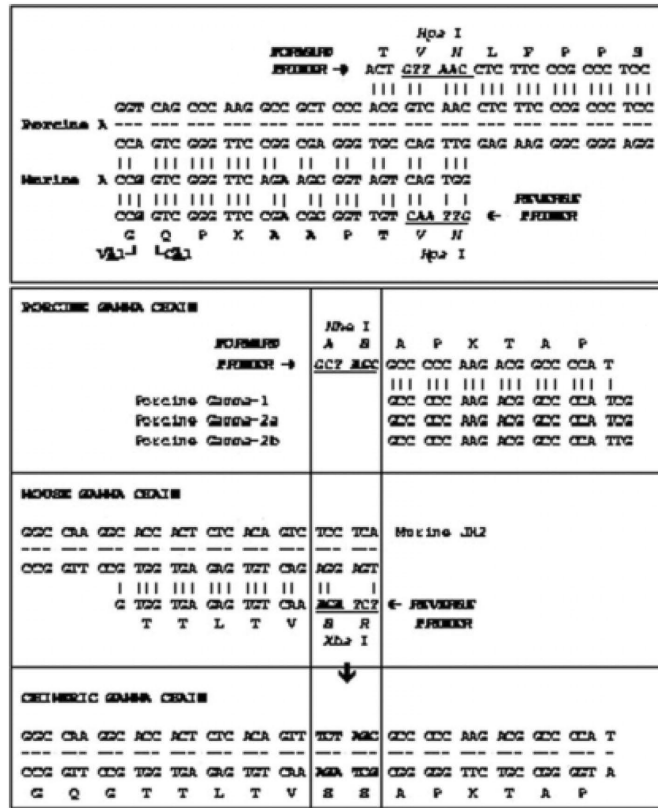 Hpa I
FORWARD T V N L F P P S
PRIMER → ACT GTT AAC CTC TTC CCG CCC TCC
GGT CAG CCC AAG GCC GCT CCC ACG GTC AAC CTC TTC CCG CCC TCC
Porcine λ
CCA GTC GGG TTC CGG CGA GGG TGC CAG TTG GAG AAG GGC GGG AGG
Murine λ CCG GTC GGG TTC AGA AGC GGT AGT CAG TGG
REVERSE
CCG GTC GGG TTC CGA CGC GGT TGT CAA TTG ← PRIMER
G Q P K A A P T V N
Hpa I
PORCINE GAMMA CHAIN
Nhe I
FORWARD A S A P K T A P
PRIMER → GCT AGC GCC CCC AAG ACG GCC CCA T
Porcine Gamma-1 GCC CCC AAG ACG GCC CCA TCG
Porcine Gamma-2a GCC CCC AAG ACG GCC CCA TCG
Porcine Gamma-2b GCC CCC AAG ACG GCC CCA TTG
MOUSE GAMMA CHAIN
GGC CAA GGC ACC ACT CTC ACA GTC TCC TCA Murine JH2
CCG GTT CCG TGG TGA GAG TGT CAG AGG AGT
G TGG TGA GAG TGT CAA AGA TCT ← REVERSE
T T L T V S R PRIMER
Xba I
CHIMERIC GAMMA CHAIN
GGC CAA GGC ACC ACT CTC ACA GTT TCT AGC GCC CCC AAG ACG GCC CCA T
CCG GTT CCG TGG TGA GAG TGT CAA AGA TCG CGG GGG TTC TGC CGG GGT A
G Q G T T L T V S S A P K T A P